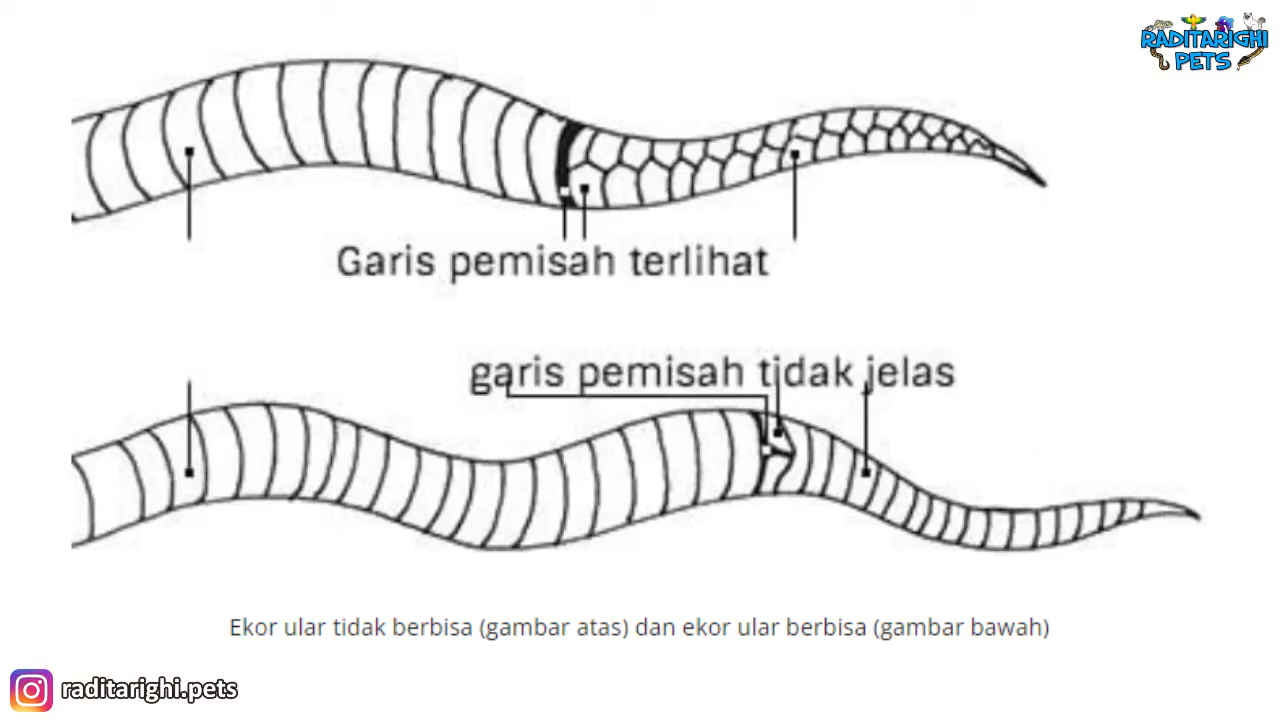 RADITARIGHI
PETS
Garis pemisah terlihat
garis pemisah tidak jelas
Ekor ular tidak berbisa (gambar atas) dan ekor ular berbisa (gambar bawah)
raditarighi.pets